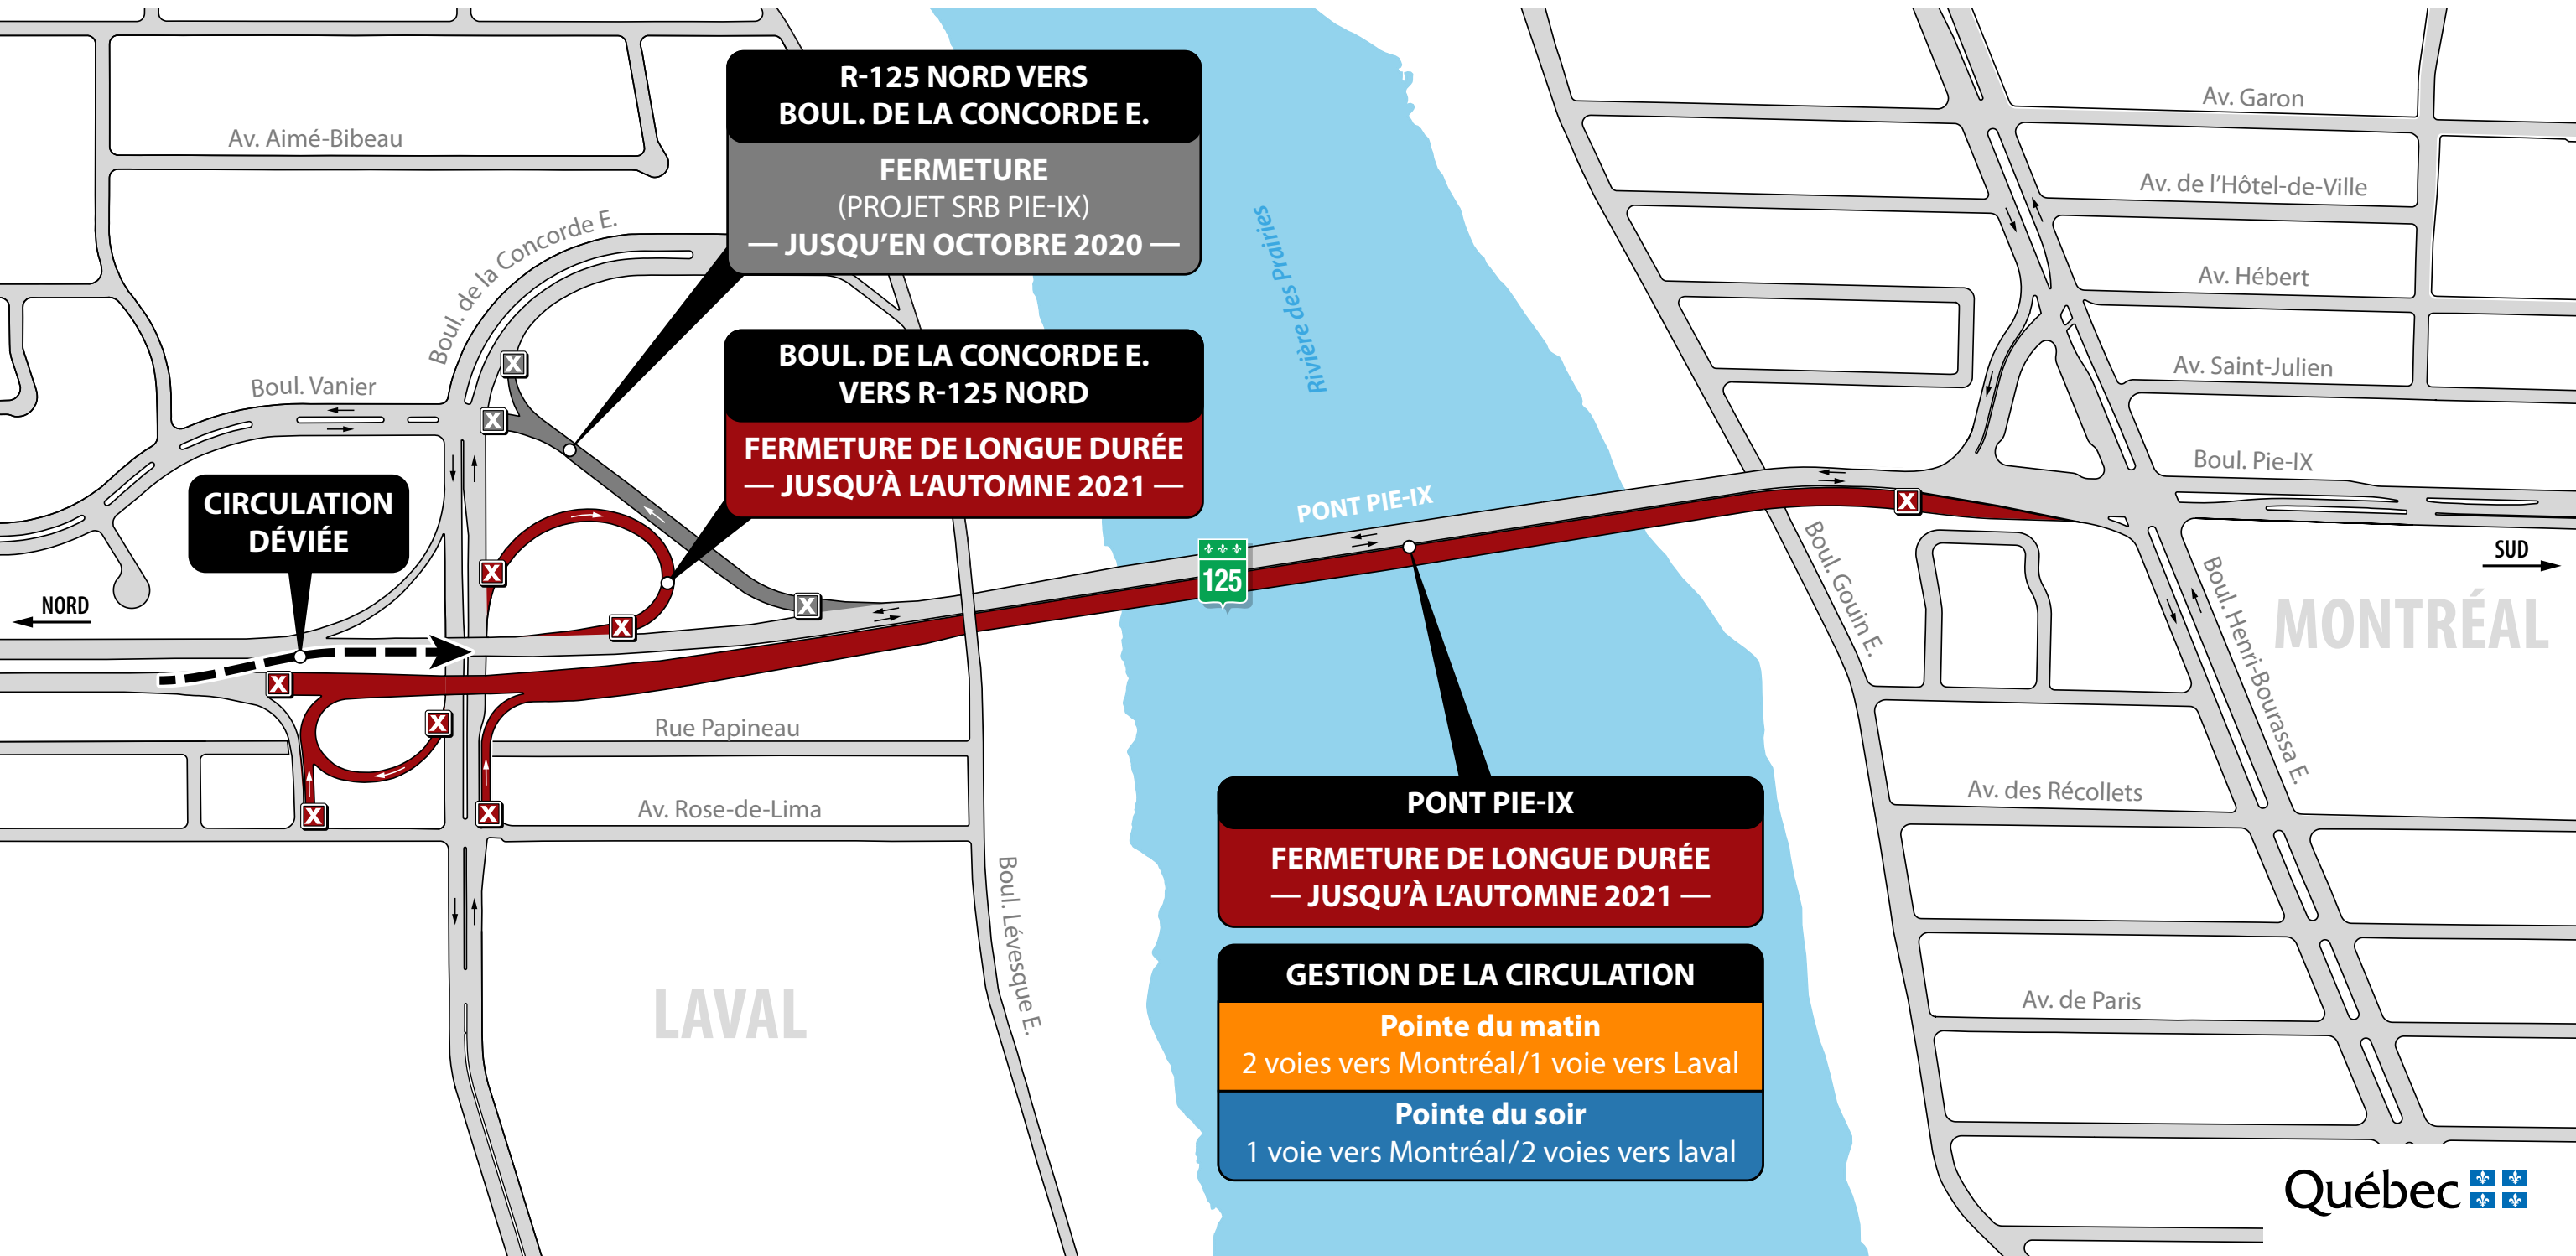 R-125 NORD VERS
BOUL. DE LA CONCORDE E.
FERMETURE
(PROJET SRB PIE-IX)
— JUSQU'EN OCTOBRE 2020 —
BOUL. DE LA CONCORDE E.
VERS R-125 NORD
FERMETURE DE LONGUE DURÉE
— JUSQU'À L'AUTOMNE 2021 —
CIRCULATION
DÉVIÉE
Av. Aimé-Bibeau
Boul. de la Concorde E.
Boul. Vanier
NORD
Rue Papineau
Av. Rose-de-Lima
LAVAL
Boul. Lévesque E.
Rivière des Prairies
PONT PIE-IX
125
PONT PIE-IX
FERMETURE DE LONGUE DURÉE
— JUSQU'À L'AUTOMNE 2021 —
GESTION DE LA CIRCULATION
Pointe du matin
2 voies vers Montréal/1 voie vers Laval
Pointe du soir
1 voie vers Montréal/2 voies vers laval
Av. Garon
Av. de l'Hôtel-de-Ville
Av. Hébert
Av. Saint-Julien
Boul. Pie-IX
SUD
MONTRÉAL
Boul. Gouin E.
Boul. Henri-Bourassa E.
Av. des Récollets
Av. de Paris
Québec
X
X
X
X
X
X
X
X
X
X